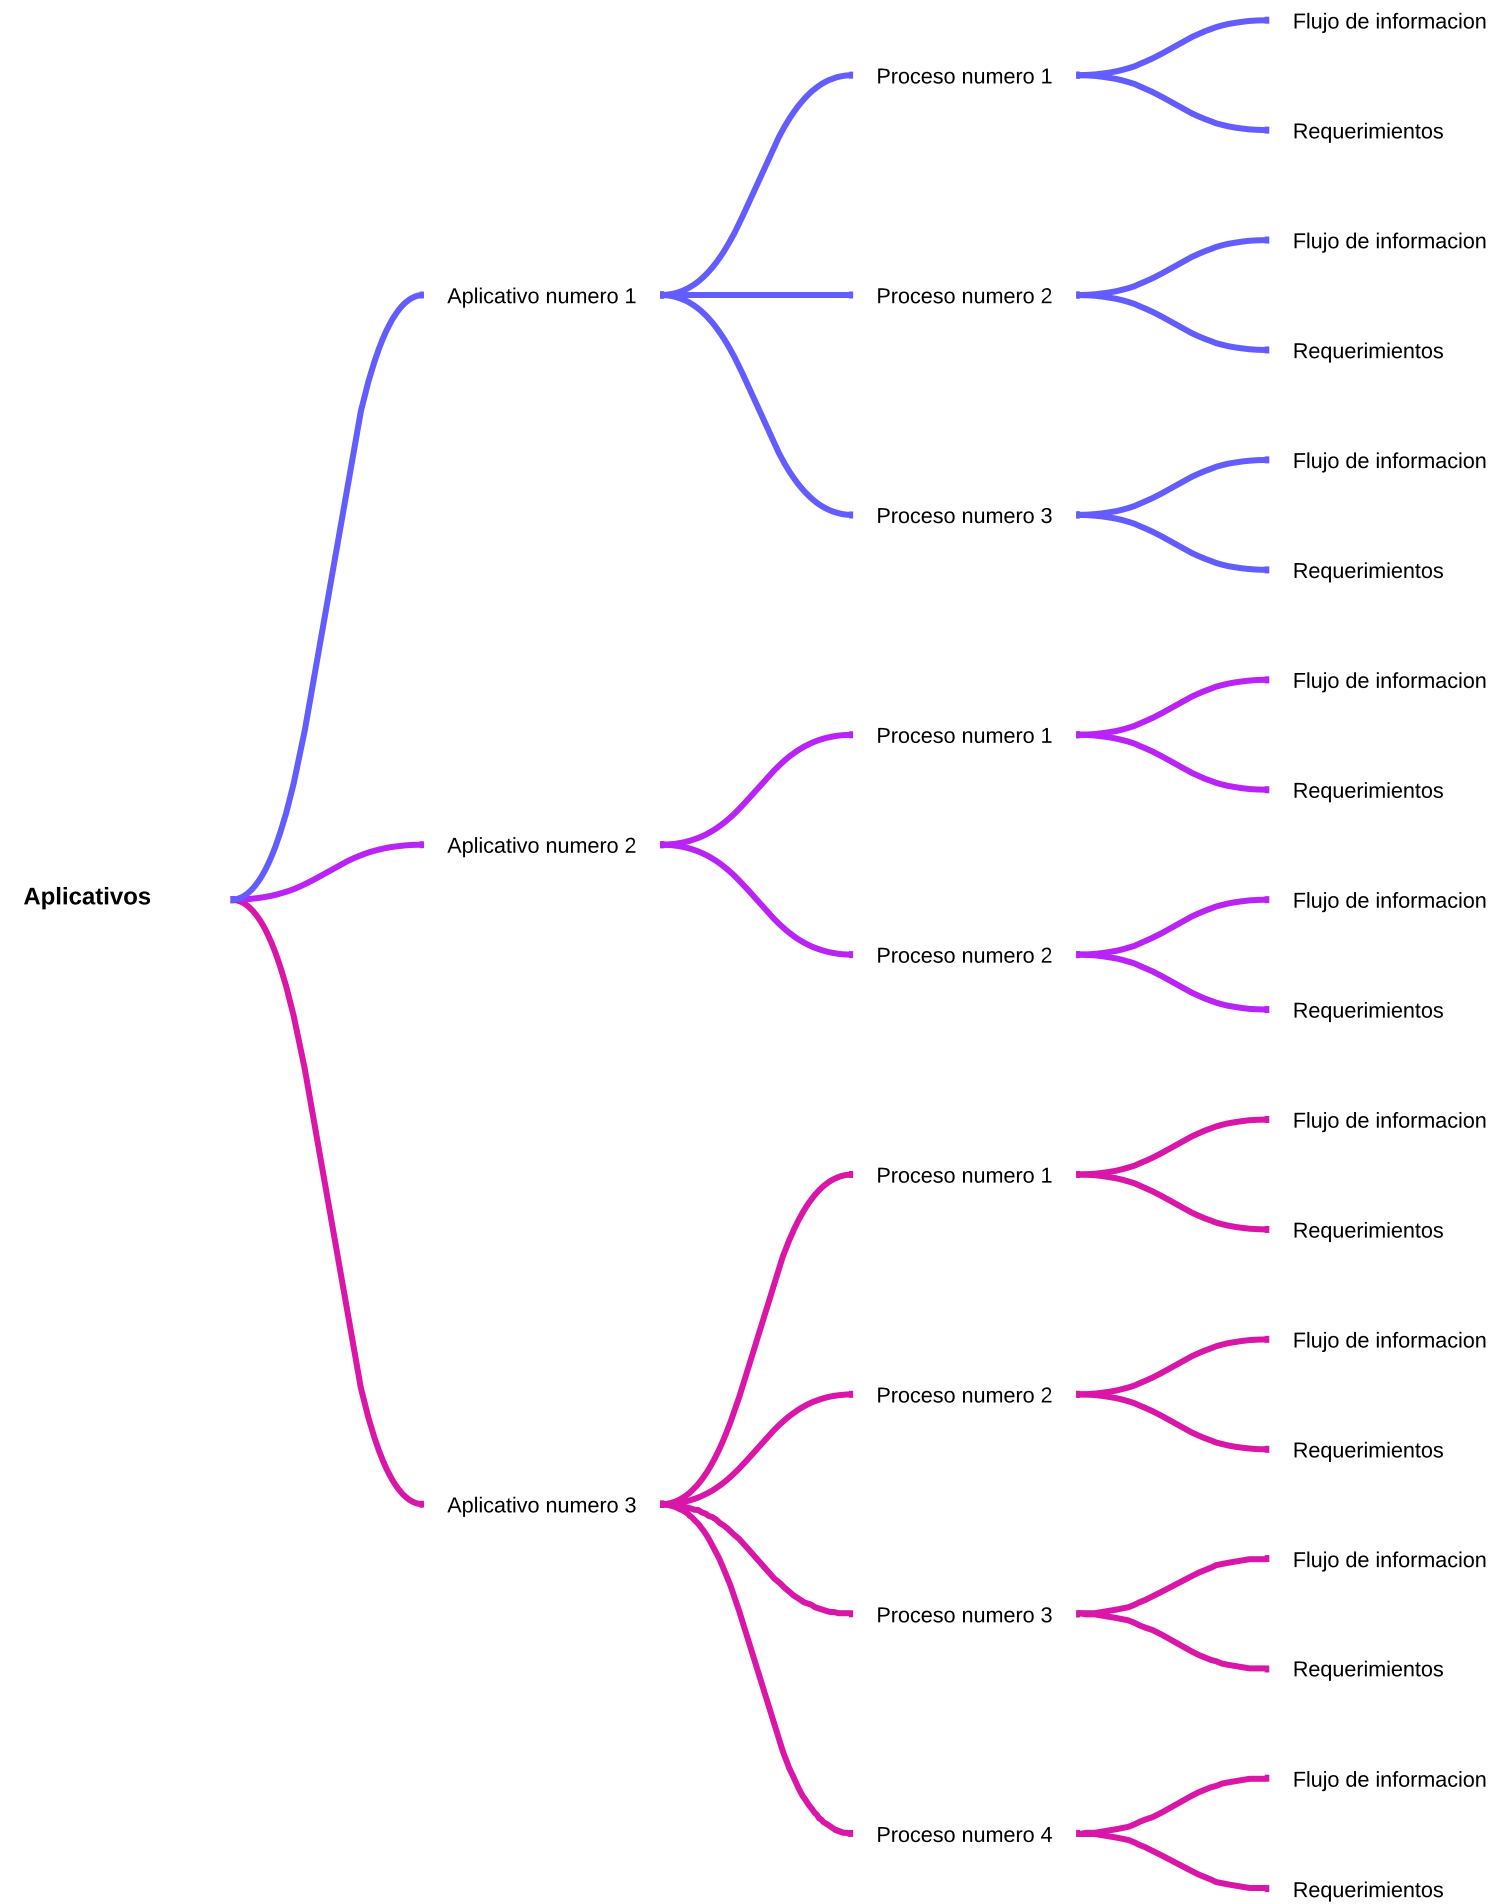 Aplicativos
Aplicativo numero 1
Proceso numero 1
Flujo de informacion
Requerimientos
Proceso numero 2
Flujo de informacion
Requerimientos
Proceso numero 3
Flujo de informacion
Requerimientos
Aplicativo numero 2
Proceso numero 1
Flujo de informacion
Requerimientos
Proceso numero 2
Flujo de informacion
Requerimientos
Aplicativo numero 3
Proceso numero 1
Flujo de informacion
Requerimientos
Proceso numero 2
Flujo de informacion
Requerimientos
Proceso numero 3
Flujo de informacion
Requerimientos
Proceso numero 4
Flujo de informacion
Requerimientos